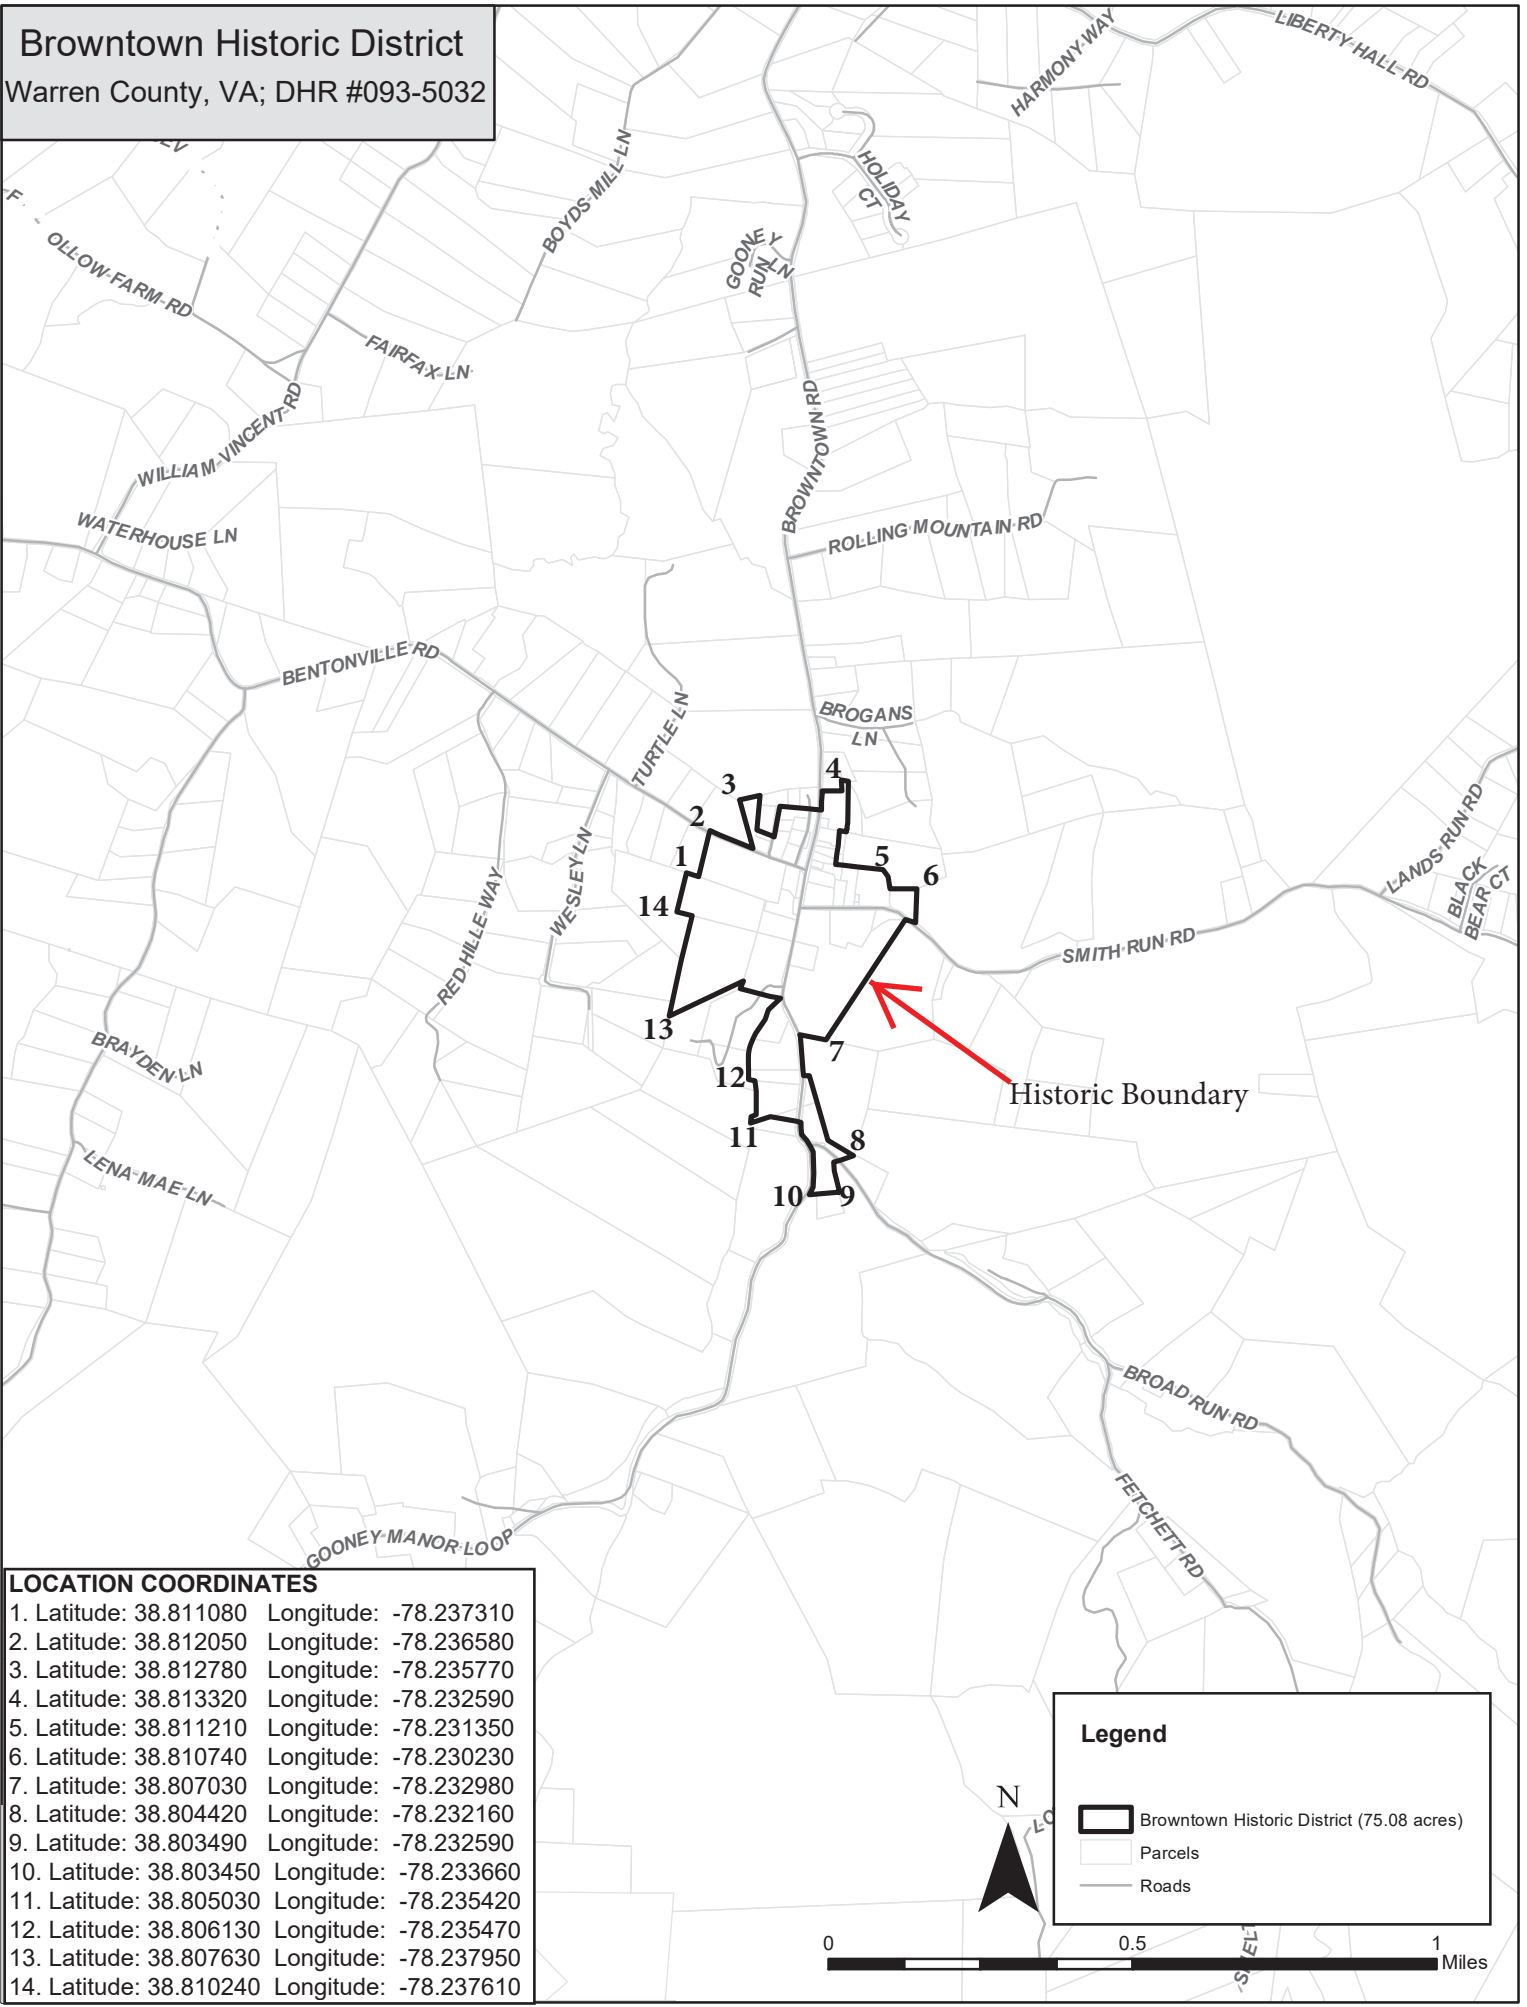 Browntown Historic District
Warren County, VA; DHR #093-5032
HARMONY WAY
LIBERTY HALL RD
BOYDS MILL LN
HOLIDAY
CT
GOONEY
RUN LN
OLLOW FARM RD
FAIRFAX LN
WILLIAM VINCENT RD
BROWNTOWN RD
WATERHOUSE LN
ROLLING MOUNTAIN RD
BENTONVILLE RD
TURTLE LN
BROGANS
LN
4
3
2
LANDS RUN RD
WESLEY LN
1
5
6
BLACK
BEAR CT
RED HILLE WAY
14
SMITH RUN RD
13
7
BRAYDEN LN
12
Historic Boundary
11
8
LENA MAE LN
10
9
BROAD RUN RD
FETCHETT RD
GOONEY MANOR LOOP
LOCATION COORDINATES
1. Latitude: 38.811080 Longitude: -78.237310
2. Latitude: 38.812050 Longitude: -78.236580
3. Latitude: 38.812780 Longitude: -78.235770
4. Latitude: 38.813320 Longitude: -78.232590
5. Latitude: 38.811210 Longitude: -78.231350
6. Latitude: 38.810740 Longitude: -78.230230
7. Latitude: 38.807030 Longitude: -78.232980
8. Latitude: 38.804420 Longitude: -78.232160
9. Latitude: 38.803490 Longitude: -78.232590
10. Latitude: 38.803450 Longitude: -78.233660
11. Latitude: 38.805030 Longitude: -78.235420
12. Latitude: 38.806130 Longitude: -78.235470
13. Latitude: 38.807630 Longitude: -78.237950
14. Latitude: 38.810240 Longitude: -78.237610
N
Legend
Browntown Historic District (75.08 acres)
Parcels
Roads
0 0.5 1
Miles